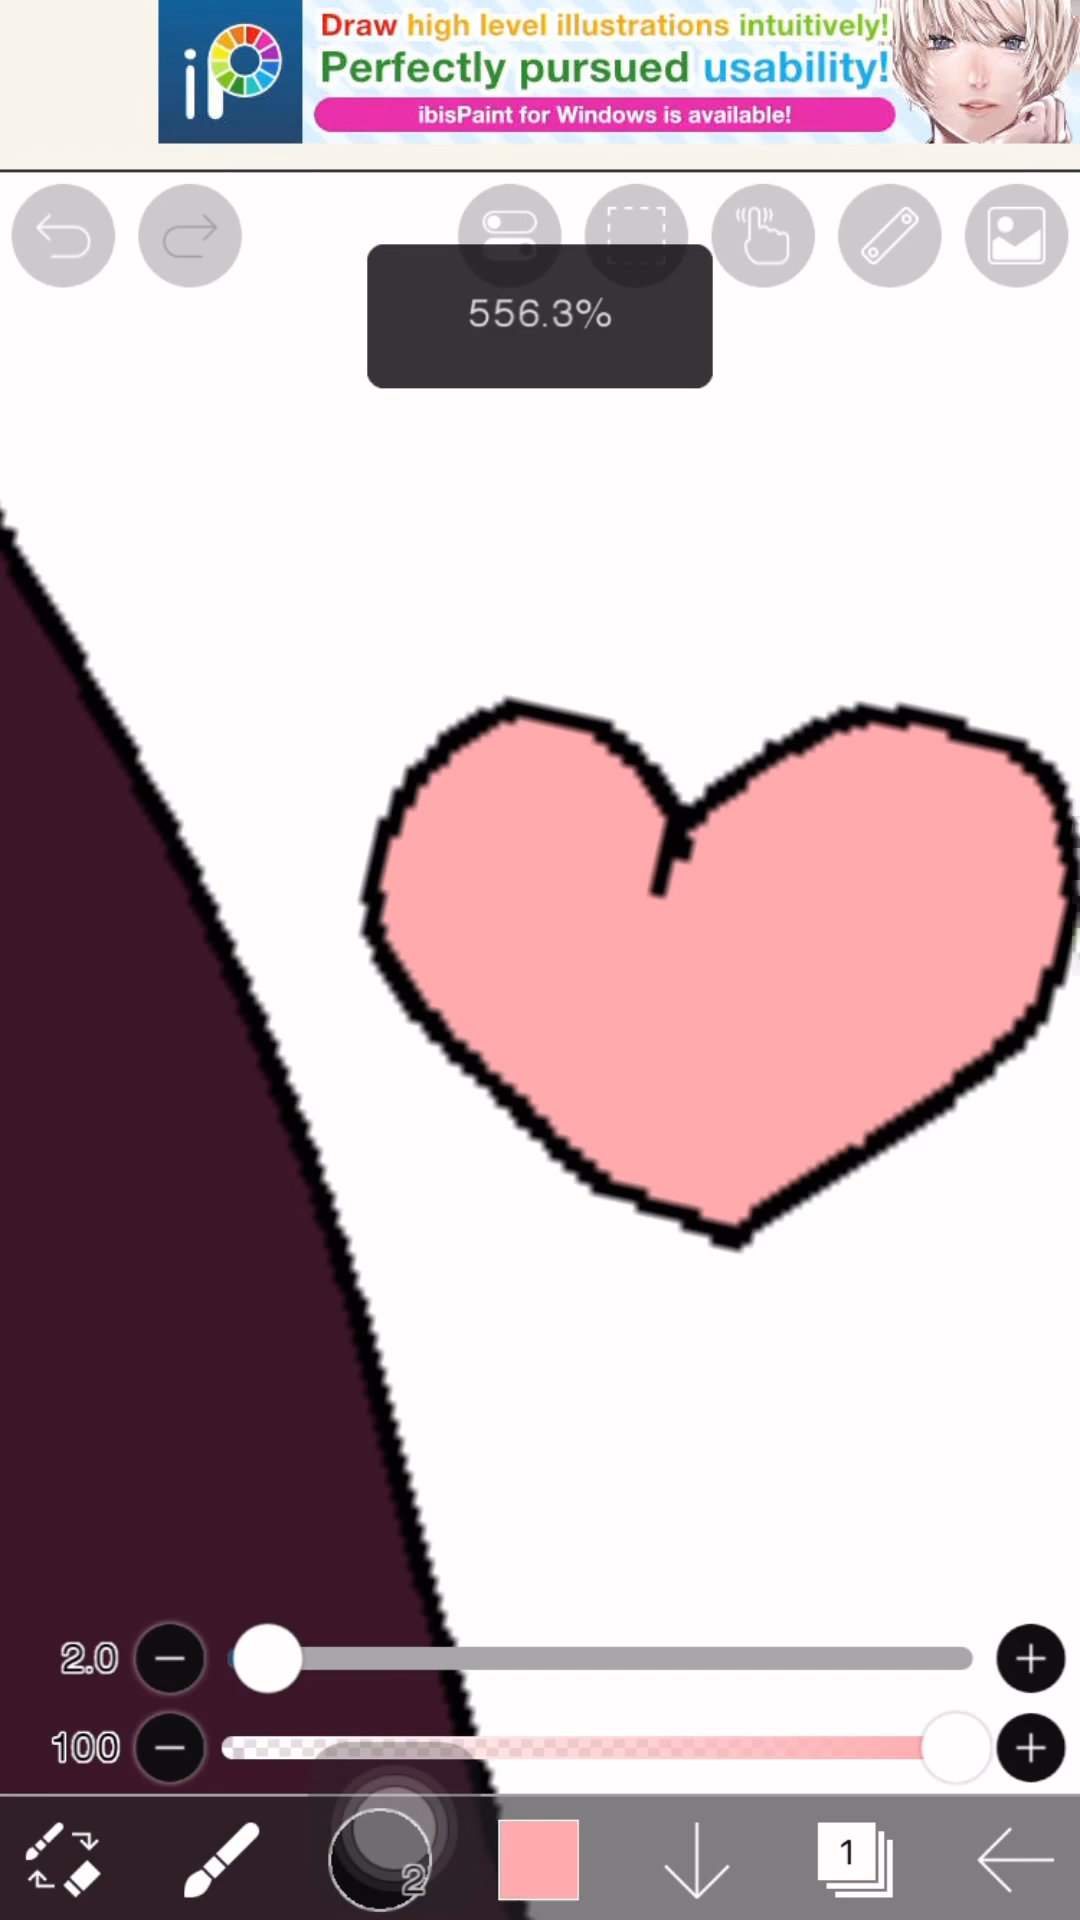 ip
Draw high level illustrations intuitively!
Perfectly pursued usability!
ibisPaint for Windows is available!
556.3%
2.0
100
2
1